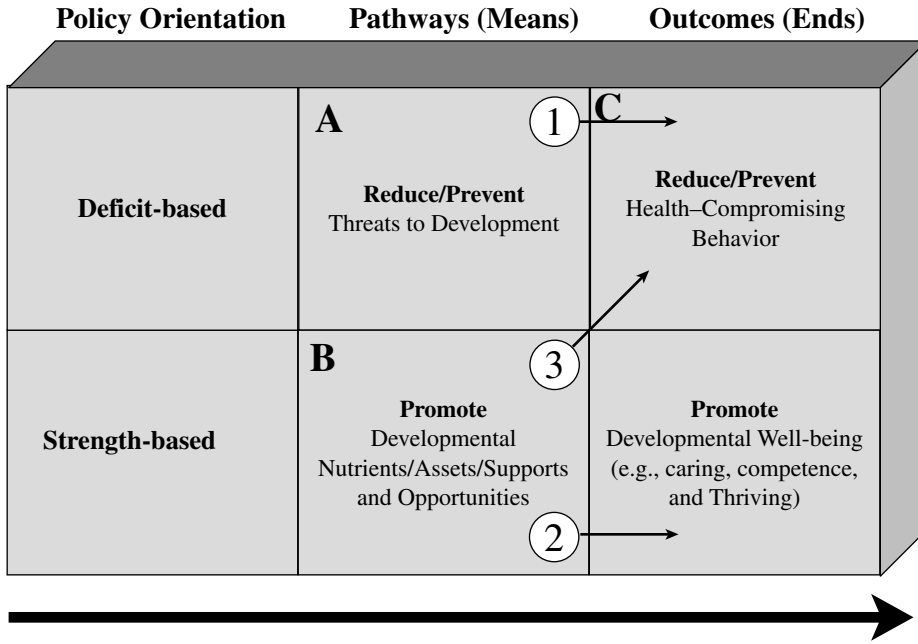 Policy Orientation Pathways (Means) Outcomes (Ends)
A
1
C
Deficit-based
Reduce/Prevent
Threats to Development
Reduce/Prevent
Health–Compromising
Behavior
B
3
Strength-based
Promote
Developmental
Nutrients/Assets/Supports
and Opportunities
Promote
Developmental Well-being
(e.g., caring, competence,
and Thriving)
2